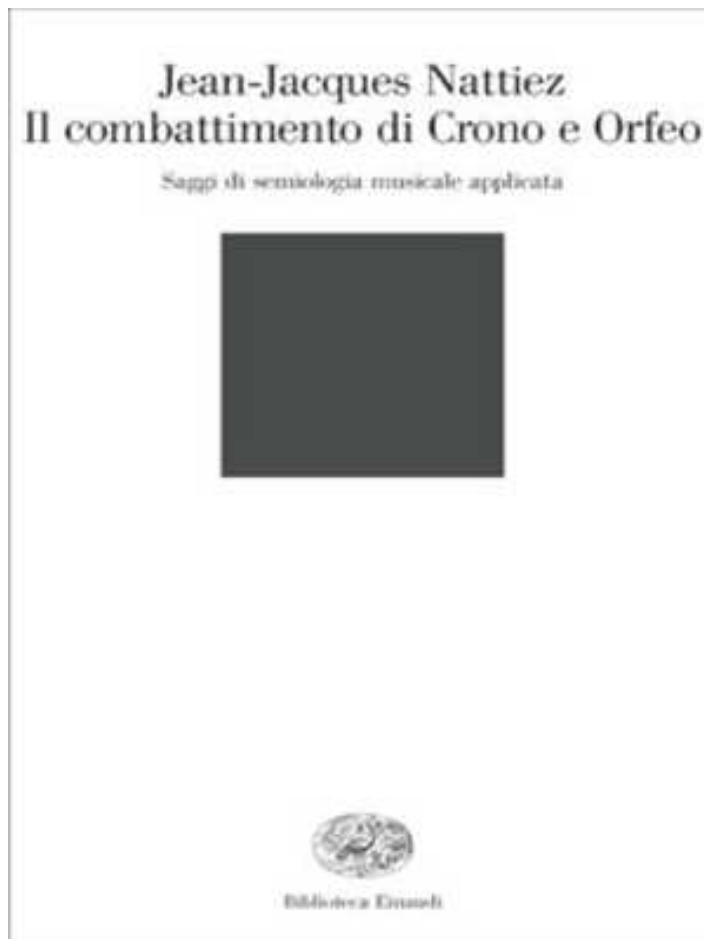 Jean-Jacques Nattiez
Il combattimento di Crono e Orfeo
Saggi di semiologia musicale applicata
Biblioteca Einaudi